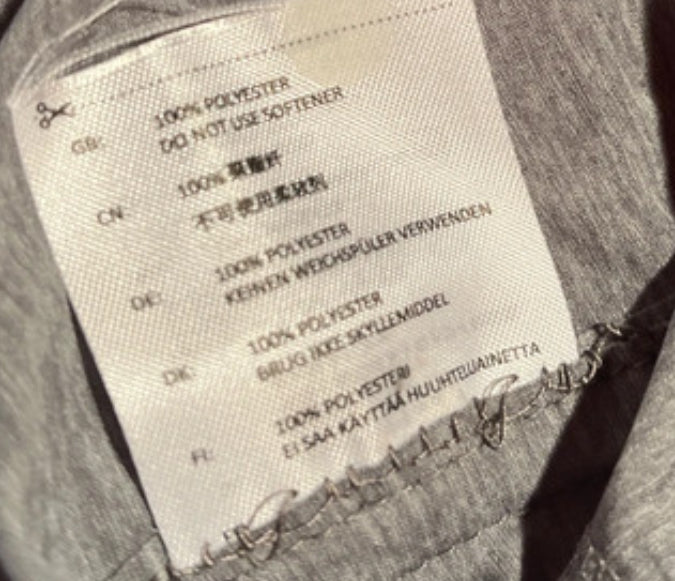 GB: 100% POLYESTER
DO NOT USE SOFTENER
CN: 100% 聚酯纤
不可使用柔软剂
DE: 100% POLYESTER
KEINEN WEICHSPÜLER VERWENDEN
DK: 100% POLYESTER
BRUG IKKE SKYLLEMIDDEL
FI: 100% POLYESTERI
EI SAA KÄYTTÄÄ HUUHTELUAINETTA